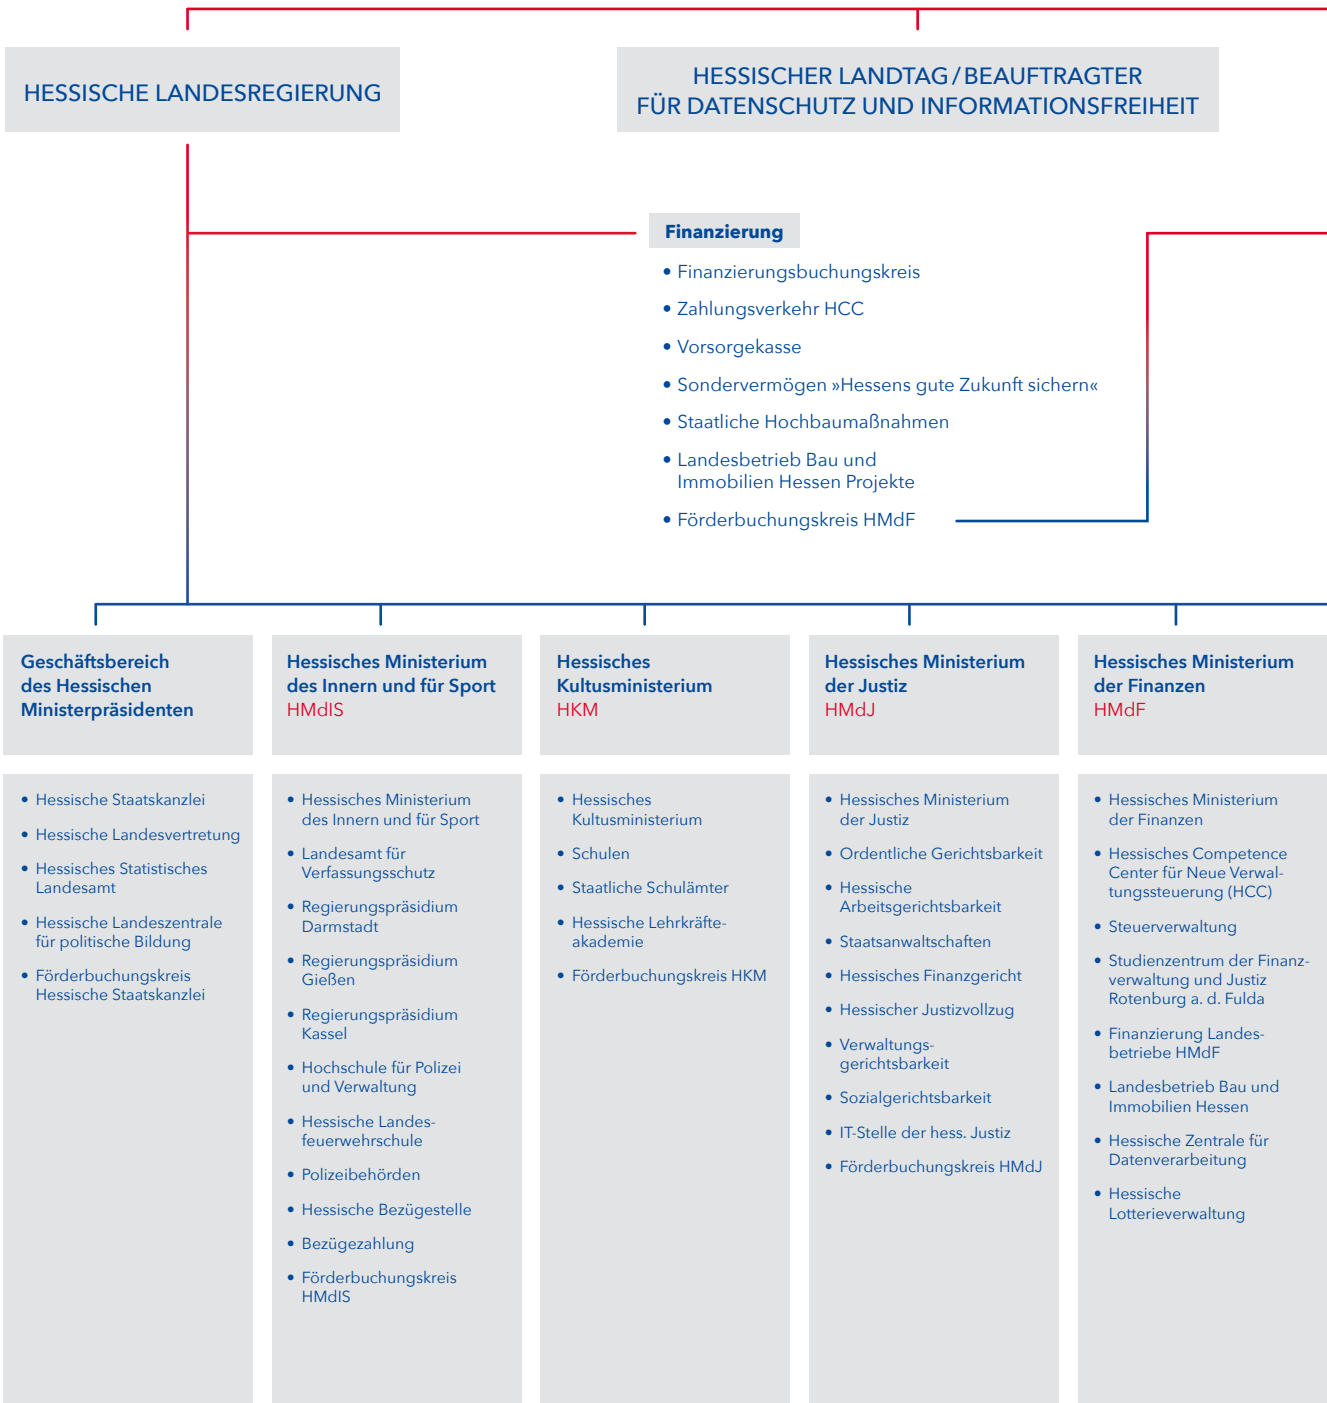 HESSISCHE LANDESREGIERUNG
HESSISCHER LANDTAG / BEAUFTRAGTER
FÜR DATENSCHUTZ UND INFORMATIONSFREIHEIT
Finanzierung
• Finanzierungsbuchungskreis
• Zahlungsverkehr HCC
• Vorsorgekasse
• Sondervermögen »Hessens gute Zukunft sichern«
• Staatliche Hochbaumaßnahmen
• Landesbetrieb Bau und
Immobilien Hessen Projekte
• Förderbuchungskreis HMdF
Geschäftsbereich
des Hessischen
Ministerpräsidenten
• Hessische Staatskanzlei
• Hessische Landesvertretung
• Hessisches Statistisches
Landesamt
• Hessische Landeszentrale
für politische Bildung
• Förderbuchungskreis
Hessische Staatskanzlei
Hessisches Ministerium
des Innern und für Sport
HMdIS
• Hessisches Ministerium
des Innern und für Sport
• Landesamt für
Verfassungsschutz
• Regierungspräsidium
Darmstadt
• Regierungspräsidium
Gießen
• Regierungspräsidium
Kassel
• Hochschule für Polizei
und Verwaltung
• Hessische Landes-
feuerwehrschule
• Polizeibehörden
• Hessische Bezügestelle
• Bezügezahlung
• Förderbuchungskreis
HMdIS
Hessisches
Kultusministerium
HKM
• Hessisches
Kultusministerium
• Schulen
• Staatliche Schulämter
• Hessische Lehrkräfte-
akademie
• Förderbuchungskreis HKM
Hessisches Ministerium
der Justiz
HMdJ
• Hessisches Ministerium
der Justiz
• Ordentliche Gerichtsbarkeit
• Hessische
Arbeitsgerichtsbarkeit
• Staatsanwaltschaften
• Hessisches Finanzgericht
• Hessischer Justizvollzug
• Verwaltungs-
gerichtsbarkeit
• Sozialgerichtsbarkeit
• IT-Stelle der hess. Justiz
• Förderbuchungskreis HMdJ
Hessisches Ministerium
der Finanzen
HMdF
• Hessisches Ministerium
der Finanzen
• Hessisches Competence
Center für Neue Verwal-
tungssteuerung (HCC)
• Steuerverwaltung
• Studienzentrum der Finanz-
verwaltung und Justiz
Rotenburg a. d. Fulda
• Finanzierung Landes-
betriebe HMdF
• Landesbetrieb Bau und
Immobilien Hessen
• Hessische Zentrale für
Datenverarbeitung
• Hessische
Lotterieverwaltung